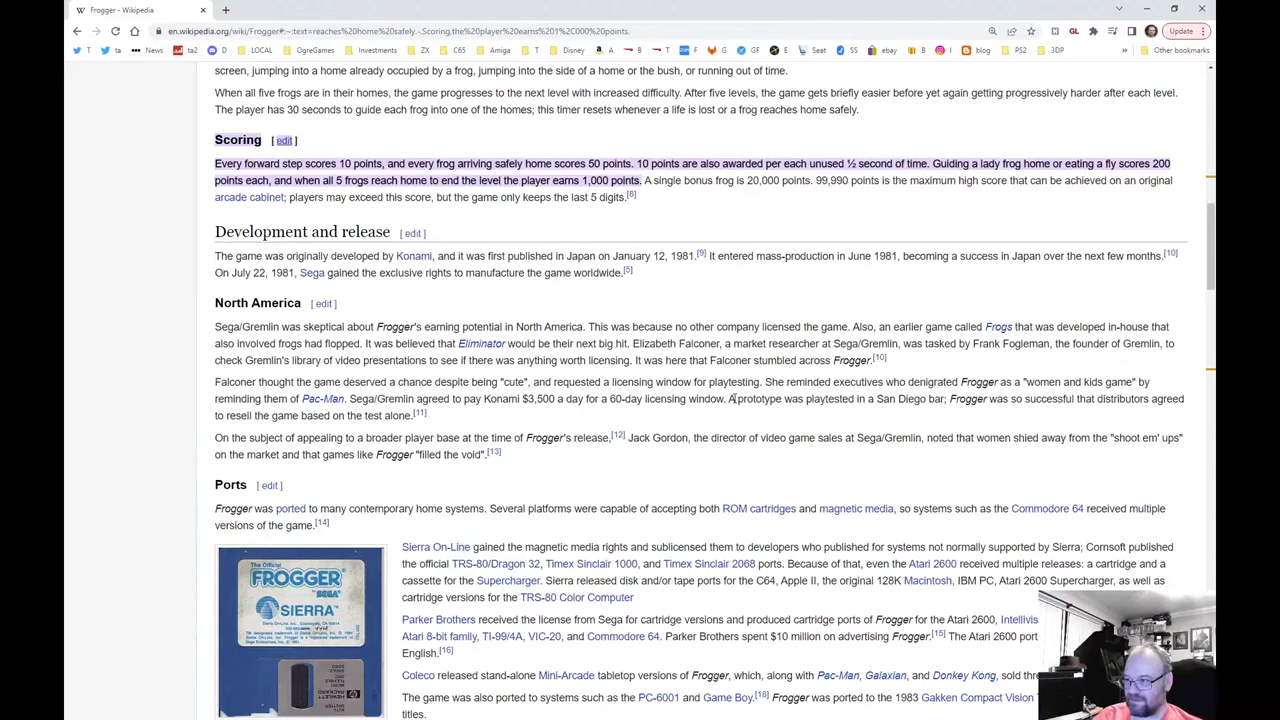 Frogger - Wikipedia
en.wikipedia.org/wiki/Frogger#:~:text=reaches%20home%20safely.-,Scoring,the%20player%20earns%201%2C000%20points.
Update
T ta News ta2 D LOCAL OgreGames Investments ZX C65 Amiga T Disney A B T F G GF E Seat SS ebay B I blog PS2 3DP » Other bookmarks
screen, jumping into a home already occupied by a frog, jumping into the side of a home or the bush, or running out of time.
When all five frogs are in their homes, the game progresses to the next level with increased difficulty. After five levels, the game gets briefly easier before yet again getting progressively harder after each level.
The player has 30 seconds to guide each frog into one of the homes; this timer resets whenever a life is lost or a frog reaches home safely.
Scoring [ edit ]
Every forward step scores 10 points, and every frog arriving safely home scores 50 points. 10 points are also awarded per each unused ½ second of time. Guiding a lady frog home or eating a fly scores 200
points each, and when all 5 frogs reach home to end the level the player earns 1,000 points. A single bonus frog is 20,000 points. 99,990 points is the maximum high score that can be achieved on an original
arcade cabinet; players may exceed this score, but the game only keeps the last 5 digits.[8]
Development and release [ edit ]
The game was originally developed by Konami, and it was first published in Japan on January 12, 1981.[9] It entered mass-production in June 1981, becoming a success in Japan over the next few months.[10]
On July 22, 1981, Sega gained the exclusive rights to manufacture the game worldwide.[5]
North America [ edit ]
Sega/Gremlin was skeptical about Frogger's earning potential in North America. This was because no other company licensed the game. Also, an earlier game called Frogs that was developed in-house that
also involved frogs had flopped. It was believed that Eliminator would be their next big hit. Elizabeth Falconer, a market researcher at Sega/Gremlin, was tasked by Frank Fogleman, the founder of Gremlin, to
check Gremlin's library of video presentations to see if there was anything worth licensing. It was here that Falconer stumbled across Frogger.[10]
Falconer thought the game deserved a chance despite being "cute", and requested a licensing window for playtesting. She reminded executives who denigrated Frogger as a "women and kids game" by
reminding them of Pac-Man. Sega/Gremlin agreed to pay Konami $3,500 a day for a 60-day licensing window. A prototype was playtested in a San Diego bar; Frogger was so successful that distributors agreed
to resell the game based on the test alone.[11]
On the subject of appealing to a broader player base at the time of Frogger's release,[12] Jack Gordon, the director of video game sales at Sega/Gremlin, noted that women shied away from the "shoot em' ups"
on the market and that games like Frogger "filled the void".[13]
Ports [ edit ]
Frogger was ported to many contemporary home systems. Several platforms were capable of accepting both ROM cartridges and magnetic media, so systems such as the Commodore 64 received multiple
versions of the game.[14]
The Official
FROGGER
BY SEGA
SIERRA
Sierra On-Line gained the magnetic media rights and sublicensed them to developers who published for systems not normally supported by Sierra; Cornsoft published
the official TRS-80/Dragon 32, Timex Sinclair 1000, and Timex Sinclair 2068 ports. Because of that, even the Atari 2600 received multiple releases: a cartridge and a
cassette for the Supercharger. Sierra released disk and/or tape ports for the C64, Apple II, the original 128K Macintosh, IBM PC, Atari 2600 Supercharger, as well as
cartridge versions for the TRS-80 Color Computer
Parker Brothers received the license from Sega for cartridge versions and produced cartridge ports of Frogger for the Atari 2600, Intellivis
Atari 8-bit family, TI-99/4A, VIC-20, and Commodore 64. Parker Brothers spent $10 million on advertising Frogger.[15] The Atari 2600 port
English.[16]
Coleco released stand-alone Mini-Arcade tabletop versions of Frogger, which, along with Pac-Man, Galaxian, and Donkey Kong, sold thr
The game was also ported to systems such as the PC-6001 and Game Boy.[18] Frogger was ported to the 1983 Gakken Compact Vision
titles.